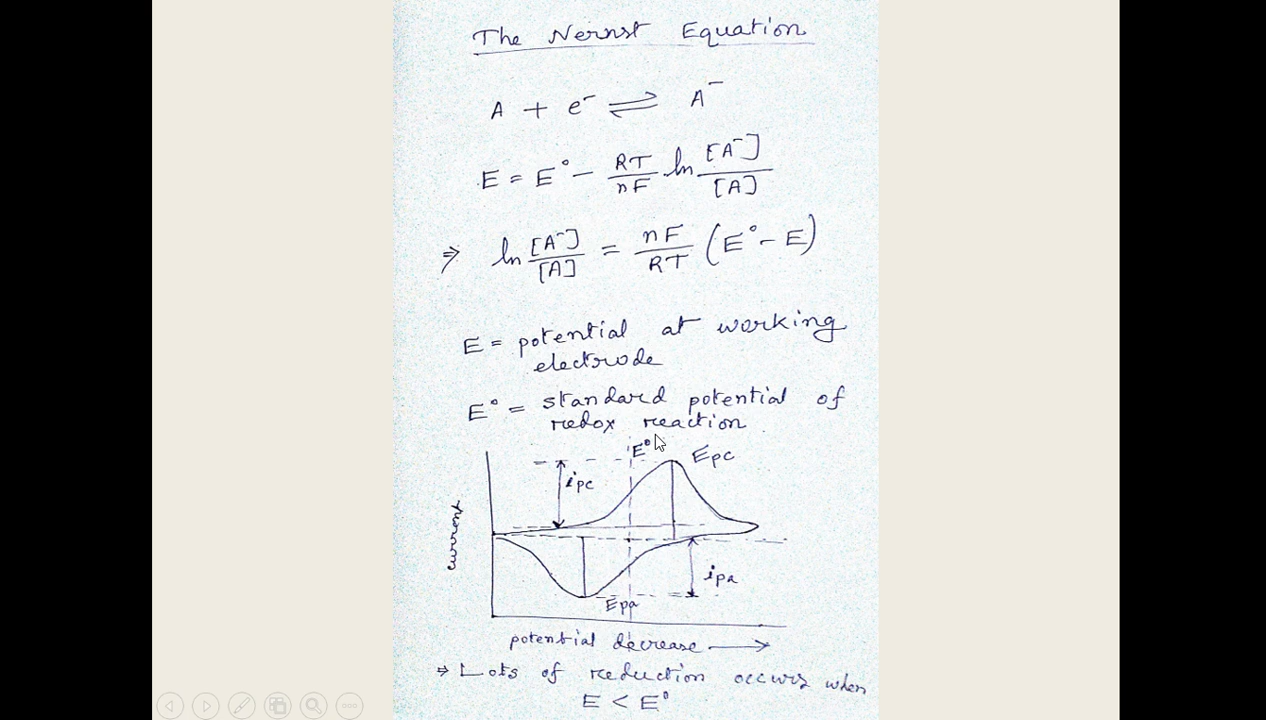 The Nernst Equation
A + e⁻ ⇌ A⁻
E = E° - RT/nF ln [A⁻]/[A]
⇒ ln [A⁻]/[A] = nF/RT (E° - E)
E = potential at working
electrode
E° = standard potential of
redox reaction
E°
Epc
ipc
current
ipa
Epa
potential decrease →
⇒ Lots of reduction occurs when
E < E°